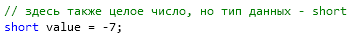 // здесь также целое число, но тип данных - short
short value = -7;